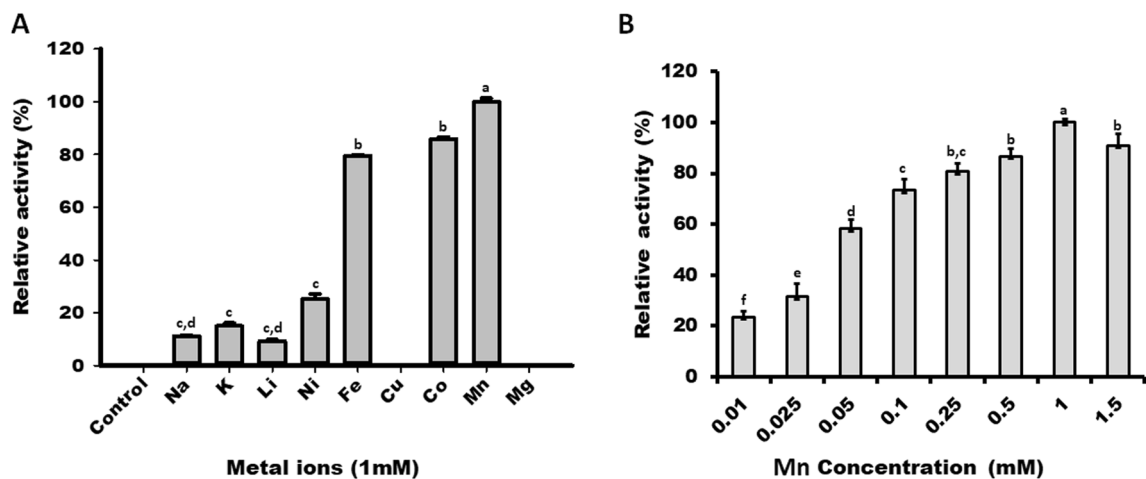 A
120
100
80
60
40
20
0
Relative activity (%)
c,d
c
c,d
c
b
b
a
Control
Na
K
Li
Ni
Fe
Cu
Co
Mn
Mg
Metal ions (1mM)
B
120
100
80
60
40
20
0
Relative activity (%)
f
e
d
c
b,c
b
a
b
0.01
0.025
0.05
0.1
0.25
0.5
1
1.5
Mn Concentration (mM)